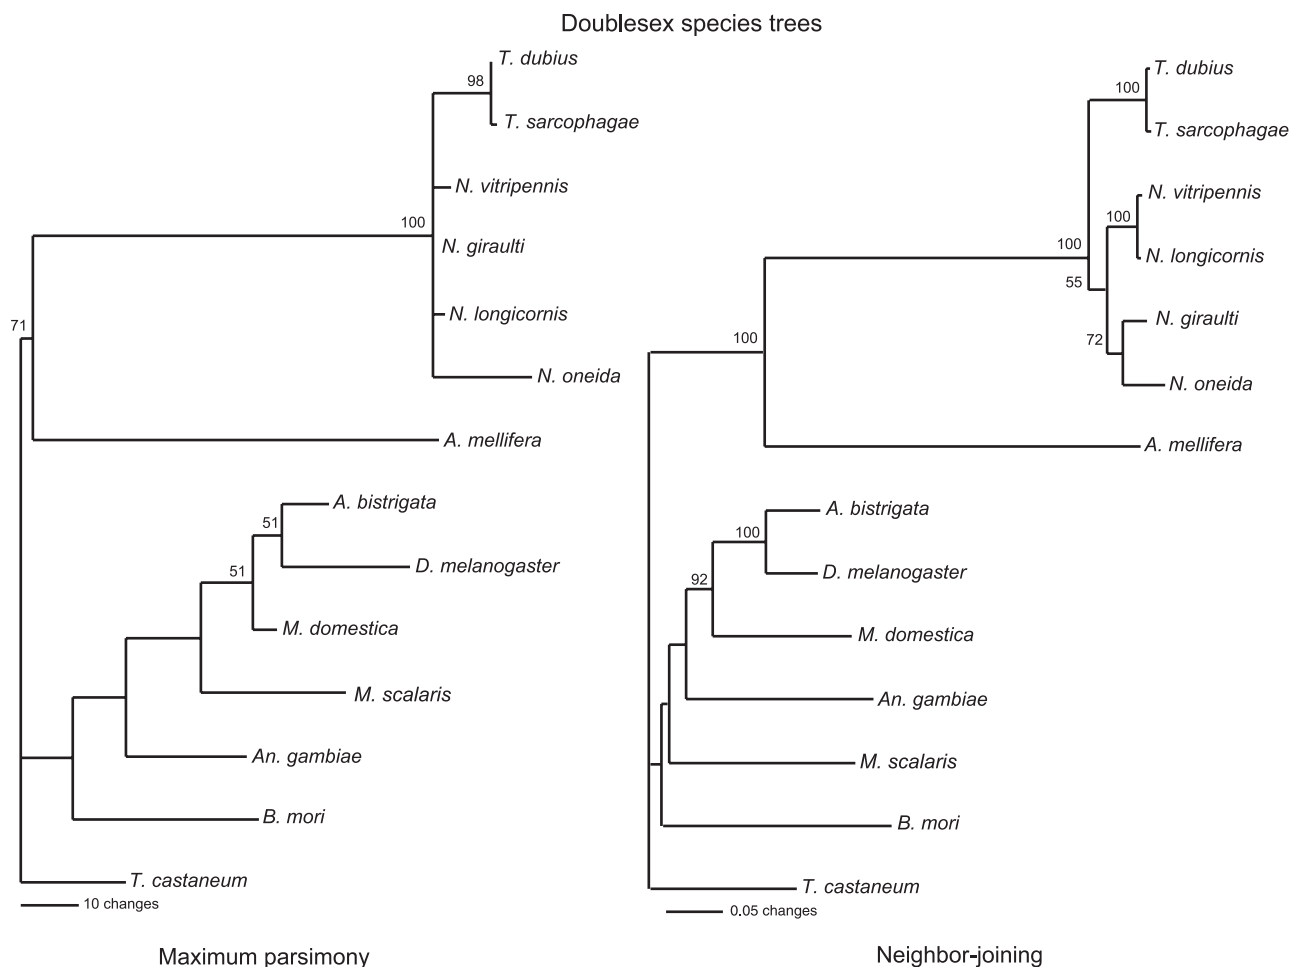 Doublesex species trees
T. dubius
98
T. sarcophagae
N. vitripennis
100
N. giraulti
N. longicornis
71
N. oneida
A. mellifera
A. bistrigata
51
D. melanogaster
51
M. domestica
M. scalaris
An. gambiae
B. mori
T. castaneum
10 changes
Maximum parsimony
T. dubius
100
T. sarcophagae
N. vitripennis
100
100
N. longicornis
55
N. giraulti
72
100
N. oneida
A. mellifera
A. bistrigata
100
D. melanogaster
92
M. domestica
An. gambiae
M. scalaris
B. mori
T. castaneum
0.05 changes
Neighbor-joining